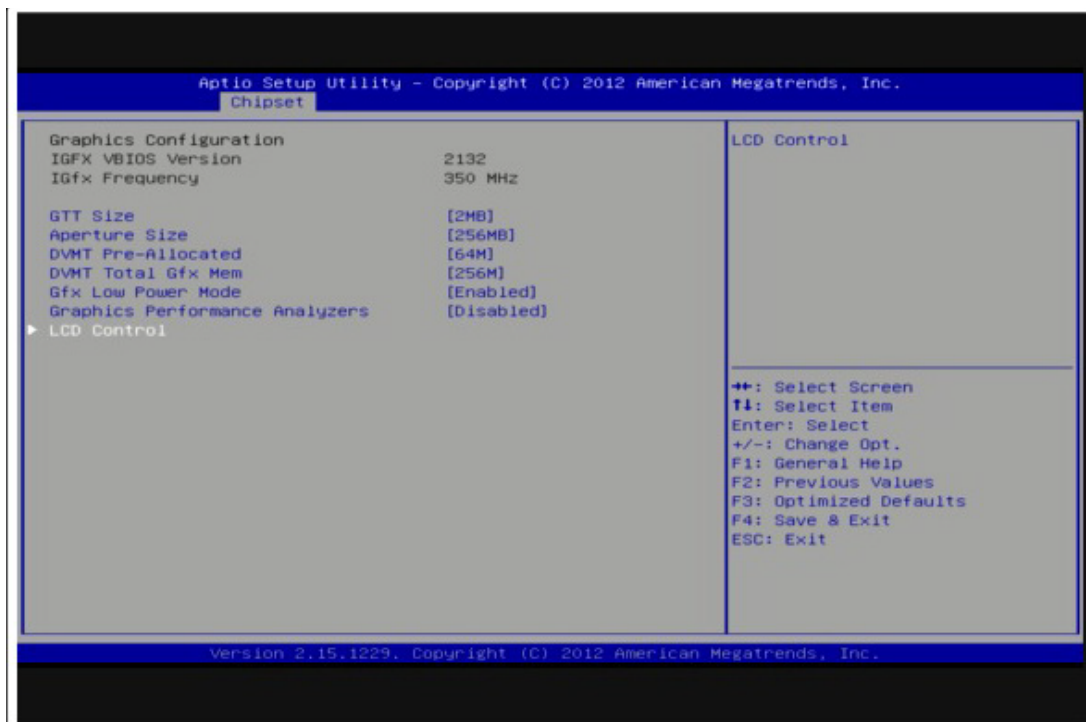 Aptio Setup Utility – Copyright (C) 2012 American Megatrends, Inc.
Chipset
Graphics Configuration
IGFX VBIOS Version 2132
IGfx Frequency 350 MHz
GTT Size [2MB]
Aperture Size [256MB]
DVMT Pre-Allocated [64M]
DVMT Total Gfx Mem [256M]
Gfx Low Power Mode [Enabled]
Graphics Performance Analyzers [Disabled]
► LCD Control
LCD Control
→←: Select Screen
↑↓: Select Item
Enter: Select
+/-: Change Opt.
F1: General Help
F2: Previous Values
F3: Optimized Defaults
F4: Save & Exit
ESC: Exit
Version 2.15.1229. Copyright (C) 2012 American Megatrends, Inc.